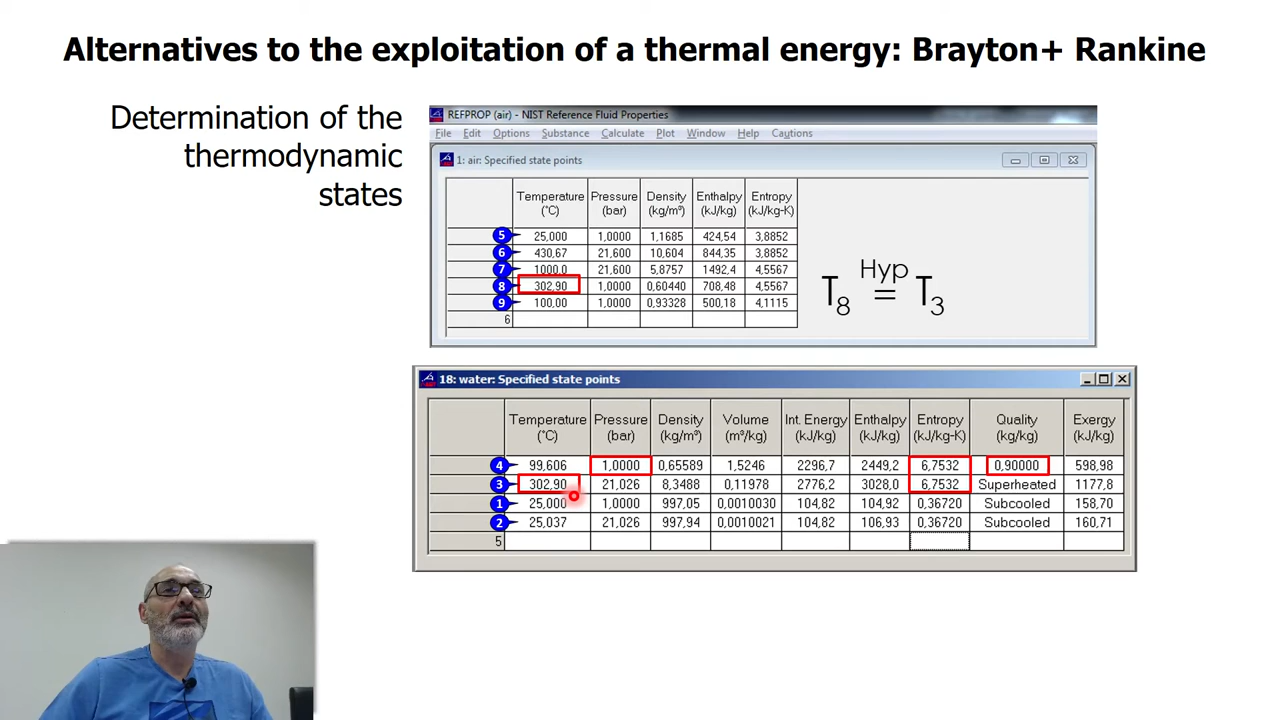 Alternatives to the exploitation of a thermal energy: Brayton+ Rankine
Determination of the
thermodynamic
states
REFPROP (air) - NIST Reference Fluid Properties
File Edit Options Substance Calculate Plot Window Help Cautions
1: air: Specified state points
Temperature Pressure Density Enthalpy Entropy
(°C) (bar) (kg/m³) (kJ/kg) (kJ/kg-K)
5 25,000 1,0000 1,1685 424,54 3,8852
6 430,67 21,600 10,604 844,35 3,8852
7 1000,0 21,600 5,8757 1492,4 4,5567
8 302,90 1,0000 0,60440 708,48 4,5567
9 100,00 1,0000 0,93328 500,18 4,1115
6
Hyp
T8 = T3
18: water: Specified state points
Temperature Pressure Density Volume Int. Energy Enthalpy Entropy Quality Exergy
(°C) (bar) (kg/m³) (m³/kg) (kJ/kg) (kJ/kg) (kJ/kg-K) (kg/kg) (kJ/kg)
4 99,606 1,0000 0,65589 1,5246 2296,7 2449,2 6,7532 0,90000 598,98
3 302,90 21,026 8,3488 0,11978 2776,2 3028,0 6,7532 Superheated 1177,8
1 25,000 1,0000 997,05 0,0010030 104,82 104,92 0,36720 Subcooled 158,70
2 25,037 21,026 997,94 0,0010021 104,82 106,93 0,36720 Subcooled 160,71
5